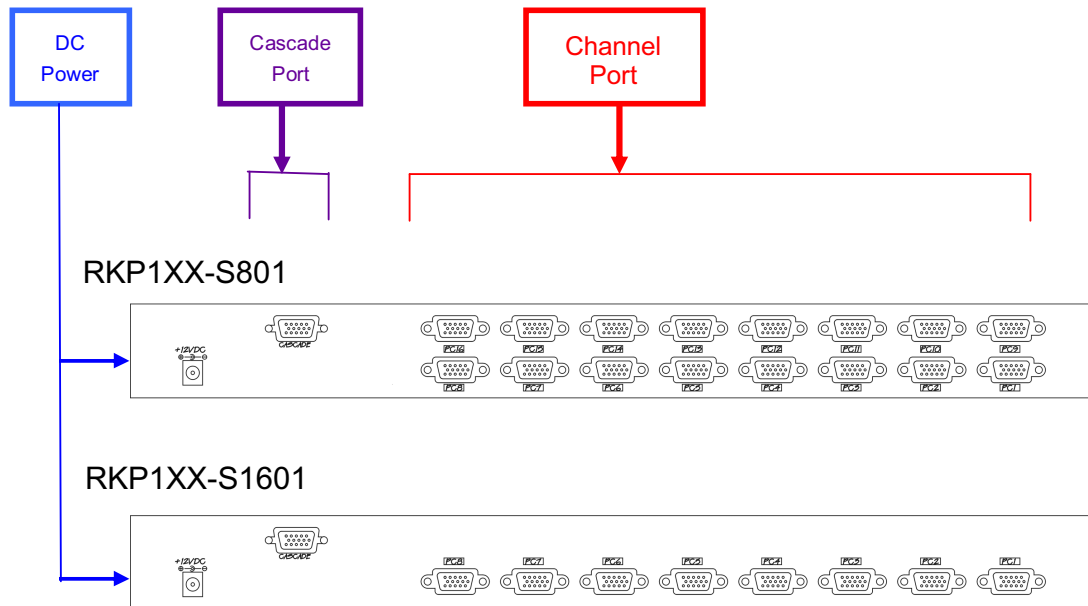 DC
Power
Cascade
Port
Channel
Port
RKP1XX-S801
+12VDC
CASCADE
PC16 PC15 PC14 PC13 PC12 PC11 PC10 PC9
PC8 PC7 PC6 PC5 PC4 PC3 PC2 PC1
RKP1XX-S1601
+12VDC
CASCADE
PC8 PC7 PC6 PC5 PC4 PC3 PC2 PC1